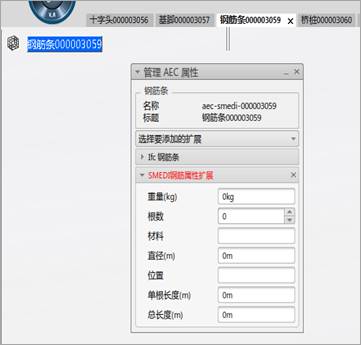 十字头000003056 基脚000003057 钢筋条000003059 x 桥桩000003060
钢筋条000003059
管理 AEC 属性
钢筋条
名称 aec-smedi-000003059
标题 钢筋条000003059
选择要添加的扩展
Ifc 钢筋条
SMEDI钢筋属性扩展
重量(kg) 0kg
根数 0
材料
直径(m) 0m
位置
单根长度(m) 0m
总长度(m) 0m